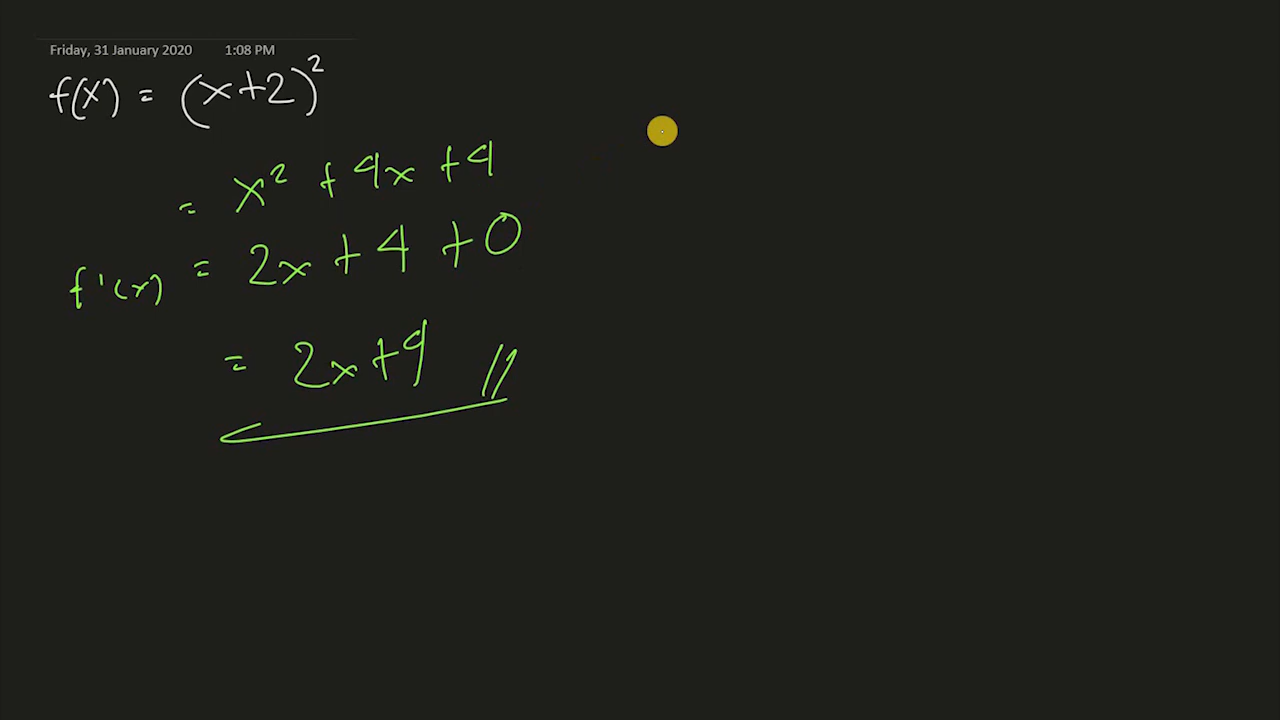 Friday, 31 January 2020 1:08 PM
f(x) = (x+2)²
= x² + 4x + 4
f'(x) = 2x + 4 + 0
= 2x + 4 //